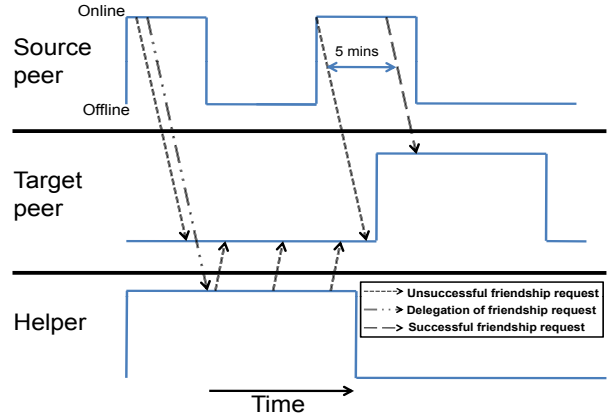 Online
Source
peer
5 mins
Offline
Target
peer
Unsuccessful friendship request
Delegation of friendship request
Successful friendship request
Helper
Time